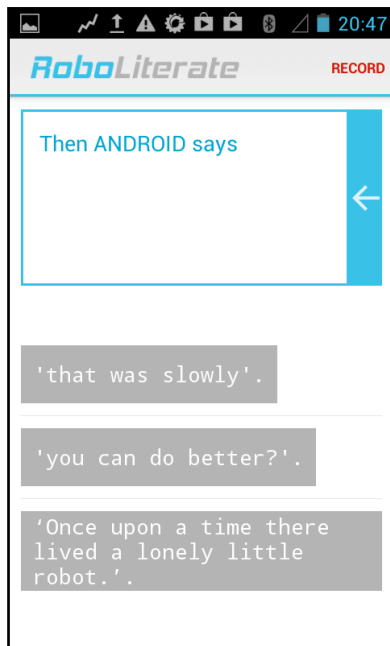 20:47
RoboLiterate
RECORD
Then ANDROID says
'that was slowly'.
'you can do better?'.
‘Once upon a time there
lived a lonely little
robot.’.